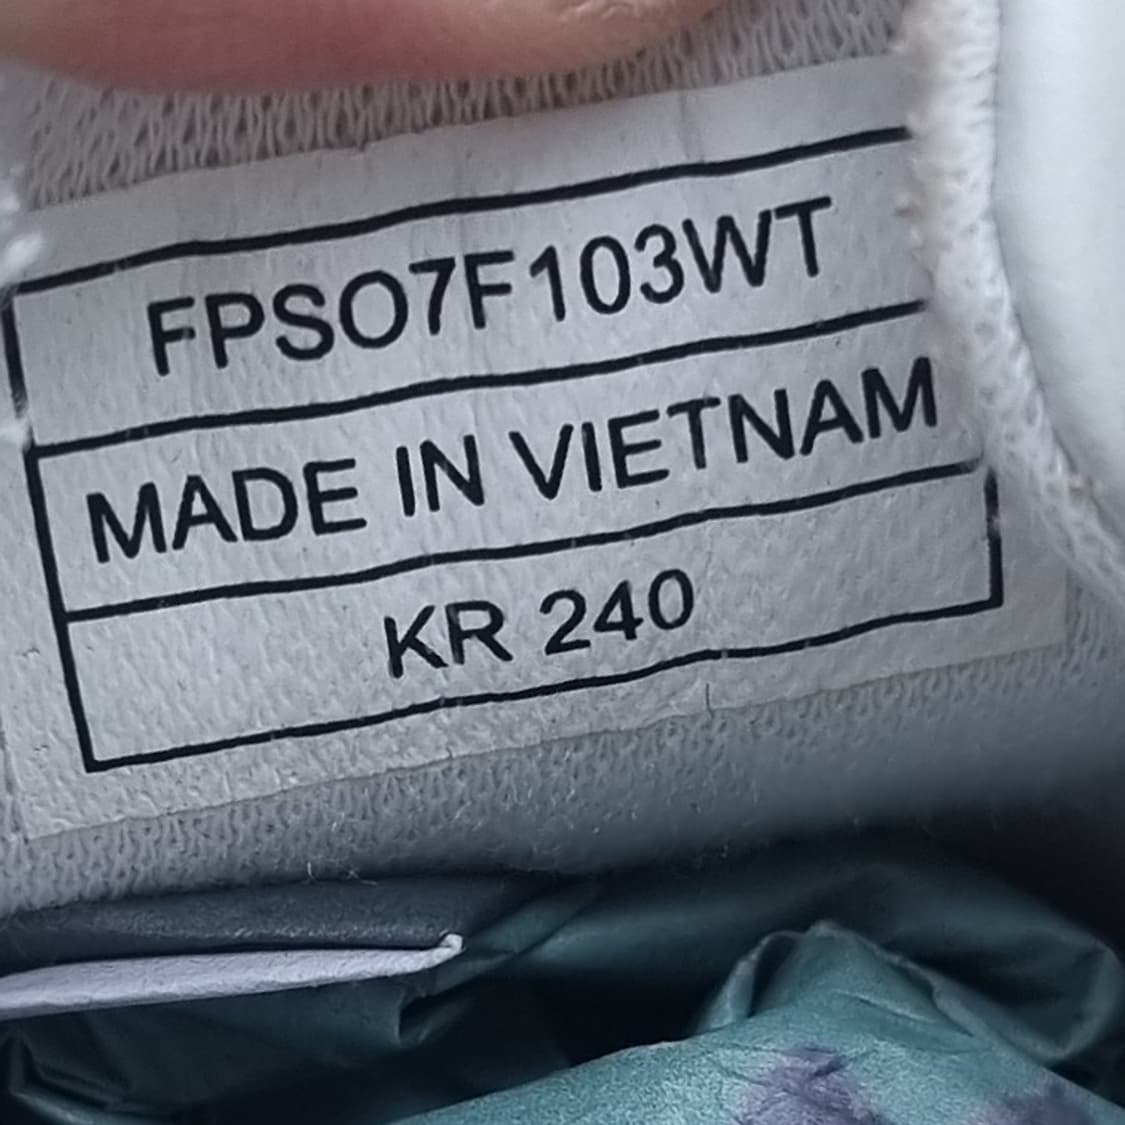 FPSO7F103WT
MADE IN VIETNAM
KR 240